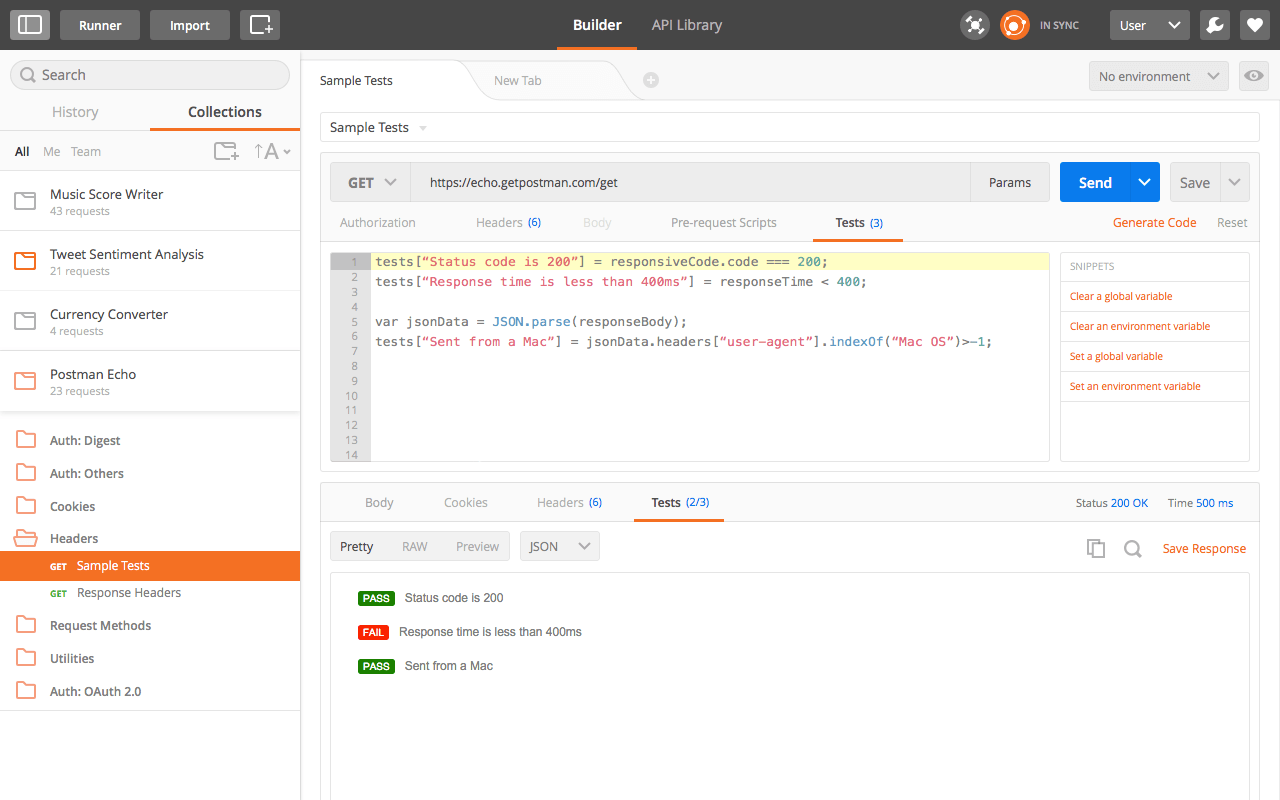 Runner
Import
Builder
API Library
IN SYNC
User
Search
History
Collections
All
Me
Team
A
Music Score Writer
43 requests
Tweet Sentiment Analysis
21 requests
Currency Converter
4 requests
Postman Echo
23 requests
Auth: Digest
Auth: Others
Cookies
Headers
GET Sample Tests
GET Response Headers
Request Methods
Utilities
Auth: OAuth 2.0
Sample Tests
New Tab
No environment
Sample Tests
GET
https://echo.getpostman.com/get
Params
Send
Save
Authorization
Headers (6)
Body
Pre-request Scripts
Tests (3)
Generate Code
Reset
1 tests[“Status code is 200”] = responsiveCode.code === 200;
2 tests[“Response time is less than 400ms”] = responseTime < 400;
3
4
5 var jsonData = JSON.parse(responseBody);
6 tests[“Sent from a Mac”] = jsonData.headers[“user-agent”].indexOf(“Mac OS”)>-1;
7
8
9
10
11
12
13
14
SNIPPETS
Clear a global variable
Clear an environment variable
Set a global variable
Set an environment variable
Body
Cookies
Headers (6)
Tests (2/3)
Status 200 OK
Time 500 ms
Pretty
RAW
Preview
JSON
Save Response
PASS Status code is 200
FAIL Response time is less than 400ms
PASS Sent from a Mac